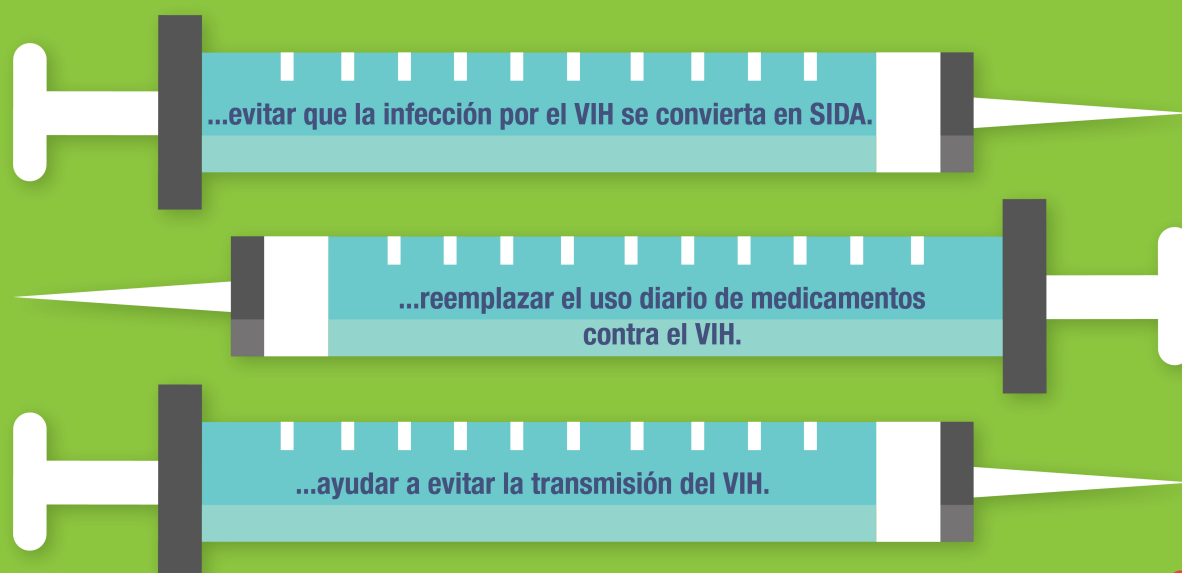 ...evitar que la infección por el VIH se convierta en SIDA.
...reemplazar el uso diario de medicamentos
contra el VIH.
...ayudar a evitar la transmisión del VIH.